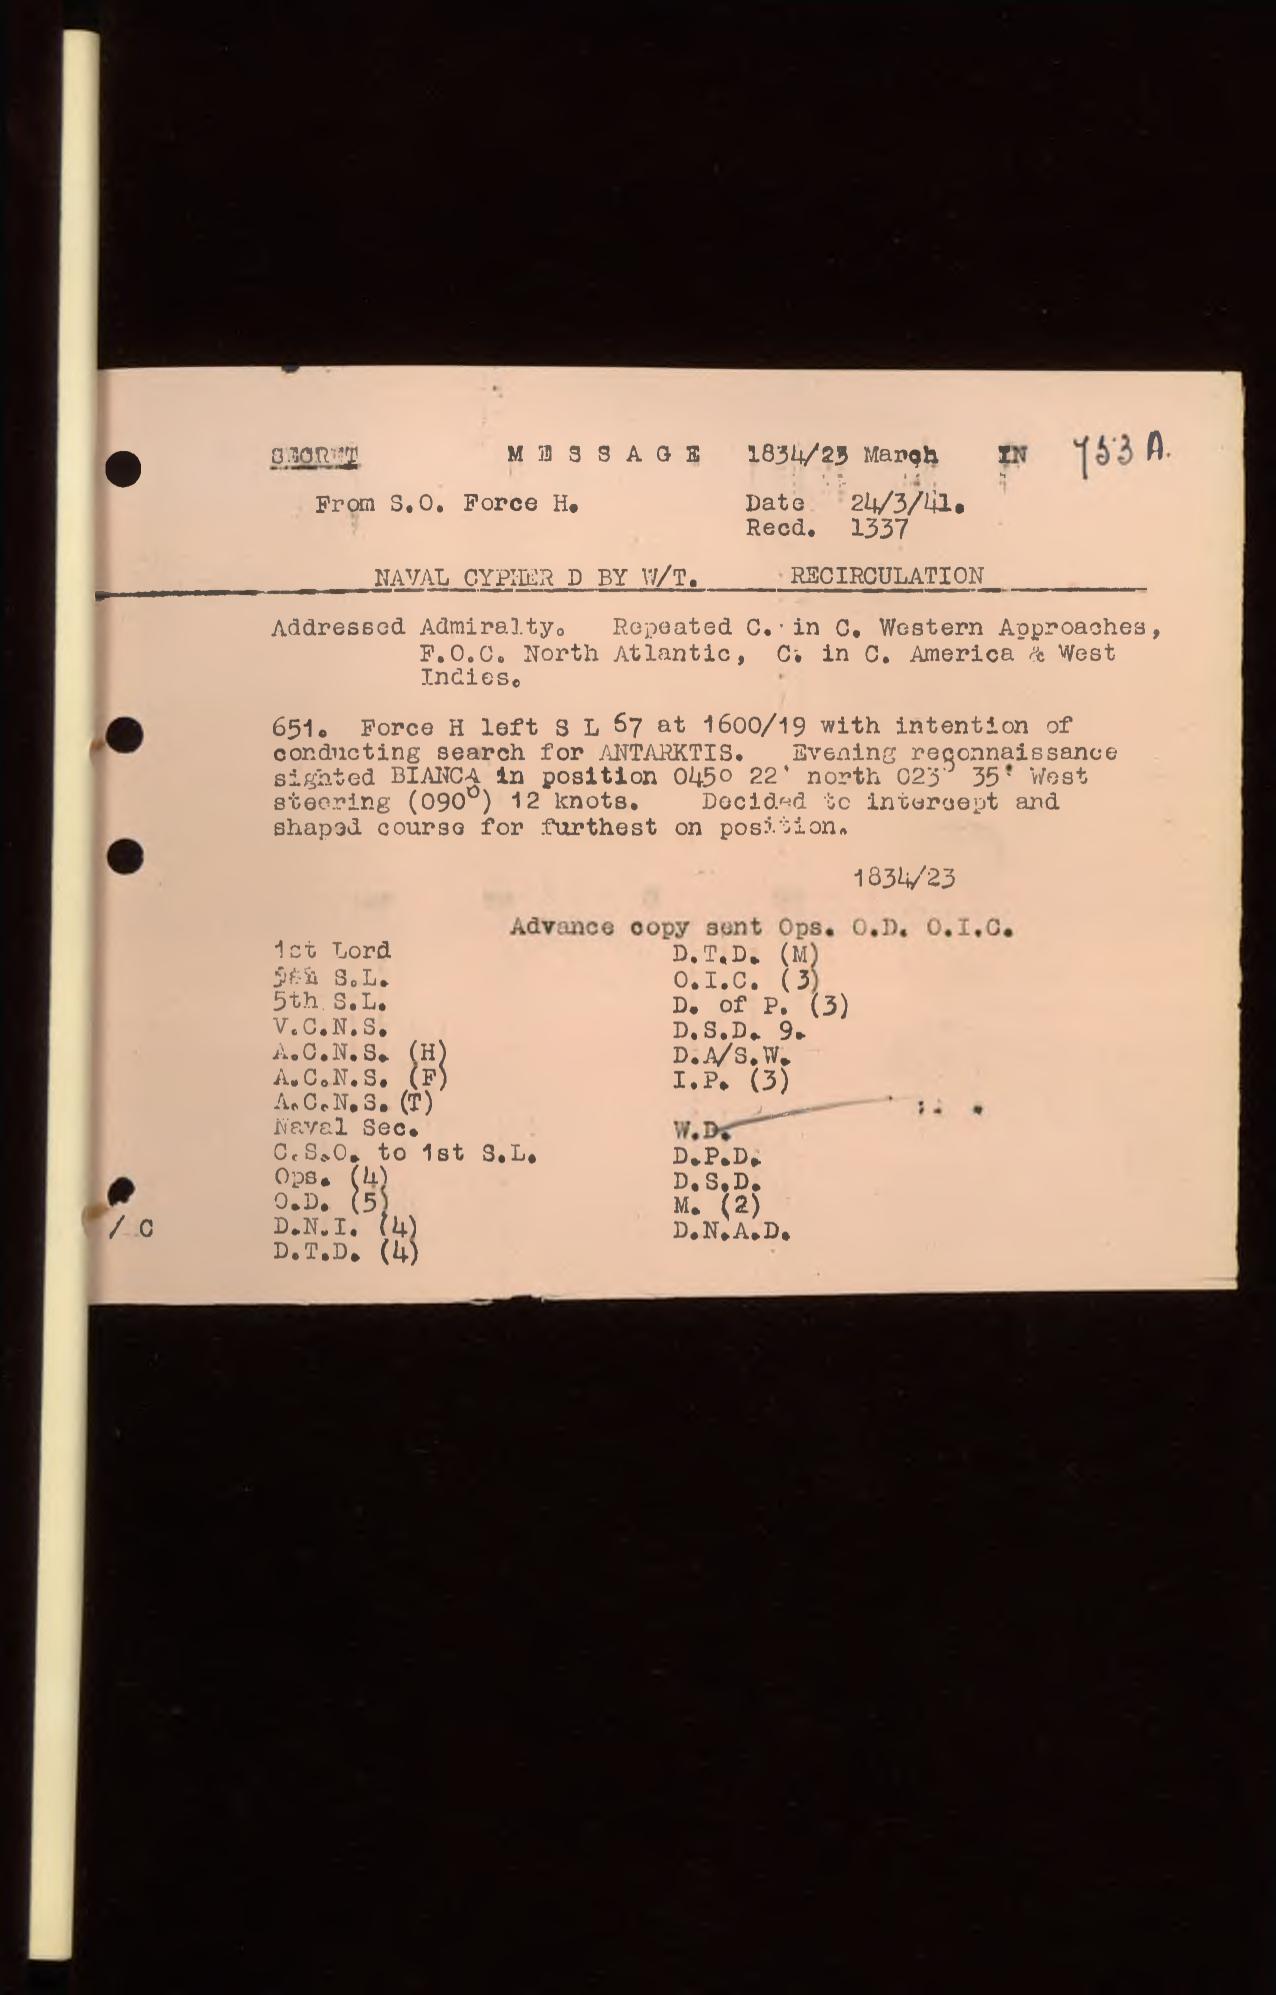 SECRET M E S S A G E 1834/23 March IN 753 A.
From S.O. Force H. Date 24/3/41.
Recd. 1337
NAVAL CYPHER D BY W/T. RECIRCULATION
Addressed Admiralty. Repeated C. in C. Western Approaches,
F.O.C. North Atlantic, C. in C. America & West
Indies.
651. Force H left S L 67 at 1600/19 with intention of
conducting search for ANTARKTIS. Evening reconnaissance
sighted BIANCA in position 045° 22' north 023° 35' West
steering (090°) 12 knots. Decided to intercept and
shaped course for furthest on position.
1834/23
Advance copy sent Ops. O.D. O.I.C.
1st Lord D.T.D. (M)
S.L. O.I.C. (3)
5th S.L. D. of P. (3)
V.C.N.S. D.S.D. 9.
A.C.N.S. (H) D.A/S.W.
A.C.N.S. (F) I.P. (3)
A.C.N.S. (T)
Naval Sec. W.D.
C.S.O. to 1st S.L. D.P.D.
Ops. (4) D.S.D.
O.D. (5) M. (2)
/ C D.N.I. (4) D.N.A.D.
D.T.D. (4)